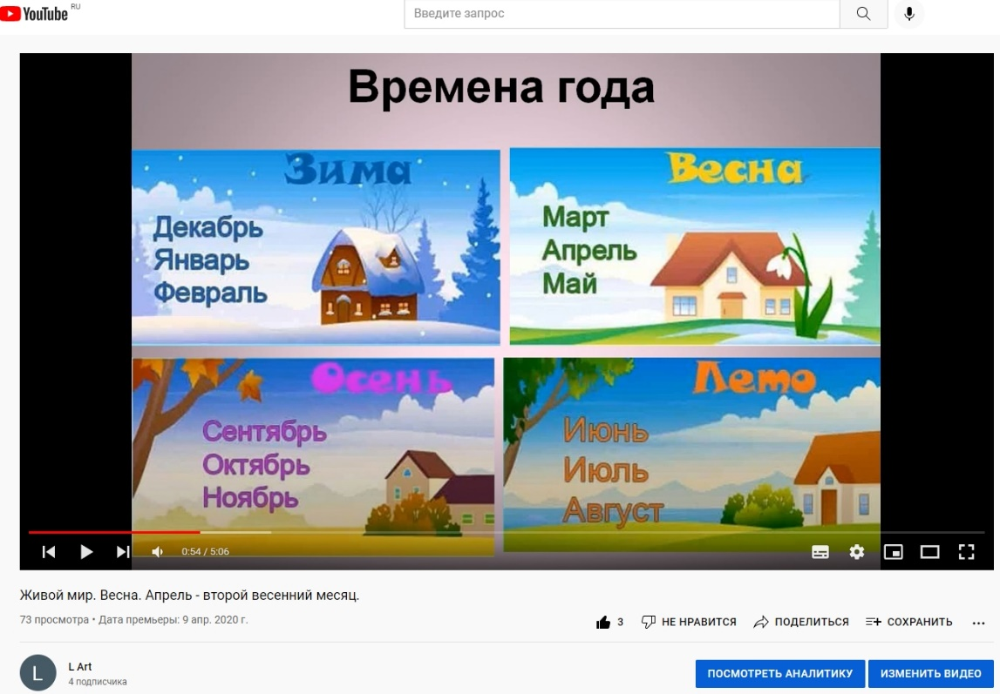 YouTube RU
Введите запрос
Времена года
Зима
Декабрь
Январь
Февраль
Весна
Март
Апрель
Май
Осень
Сентябрь
Октябрь
Ноябрь
Лето
Июнь
Июль
Август
0:54 / 5:06
Живой мир. Весна. Апрель - второй весенний месяц.
73 просмотра • Дата премьеры: 9 апр. 2020 г.
3 НЕ НРАВИТСЯ ПОДЕЛИТЬСЯ СОХРАНИТЬ
L
L Art
4 подписчика
ПОСМОТРЕТЬ АНАЛИТИКУ ИЗМЕНИТЬ ВИДЕО